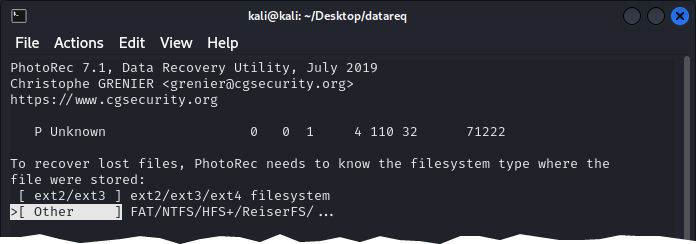 kali@kali: ~/Desktop/datareq
File Actions Edit View Help
PhotoRec 7.1, Data Recovery Utility, July 2019
Christophe GRENIER <grenier@cgsecurity.org>
https://www.cgsecurity.org
P Unknown 0 0 1 4 110 32 71222
To recover lost files, PhotoRec needs to know the filesystem type where the
file were stored:
[ ext2/ext3 ] ext2/ext3/ext4 filesystem
>[ Other ] FAT/NTFS/HFS+/ReiserFS/...